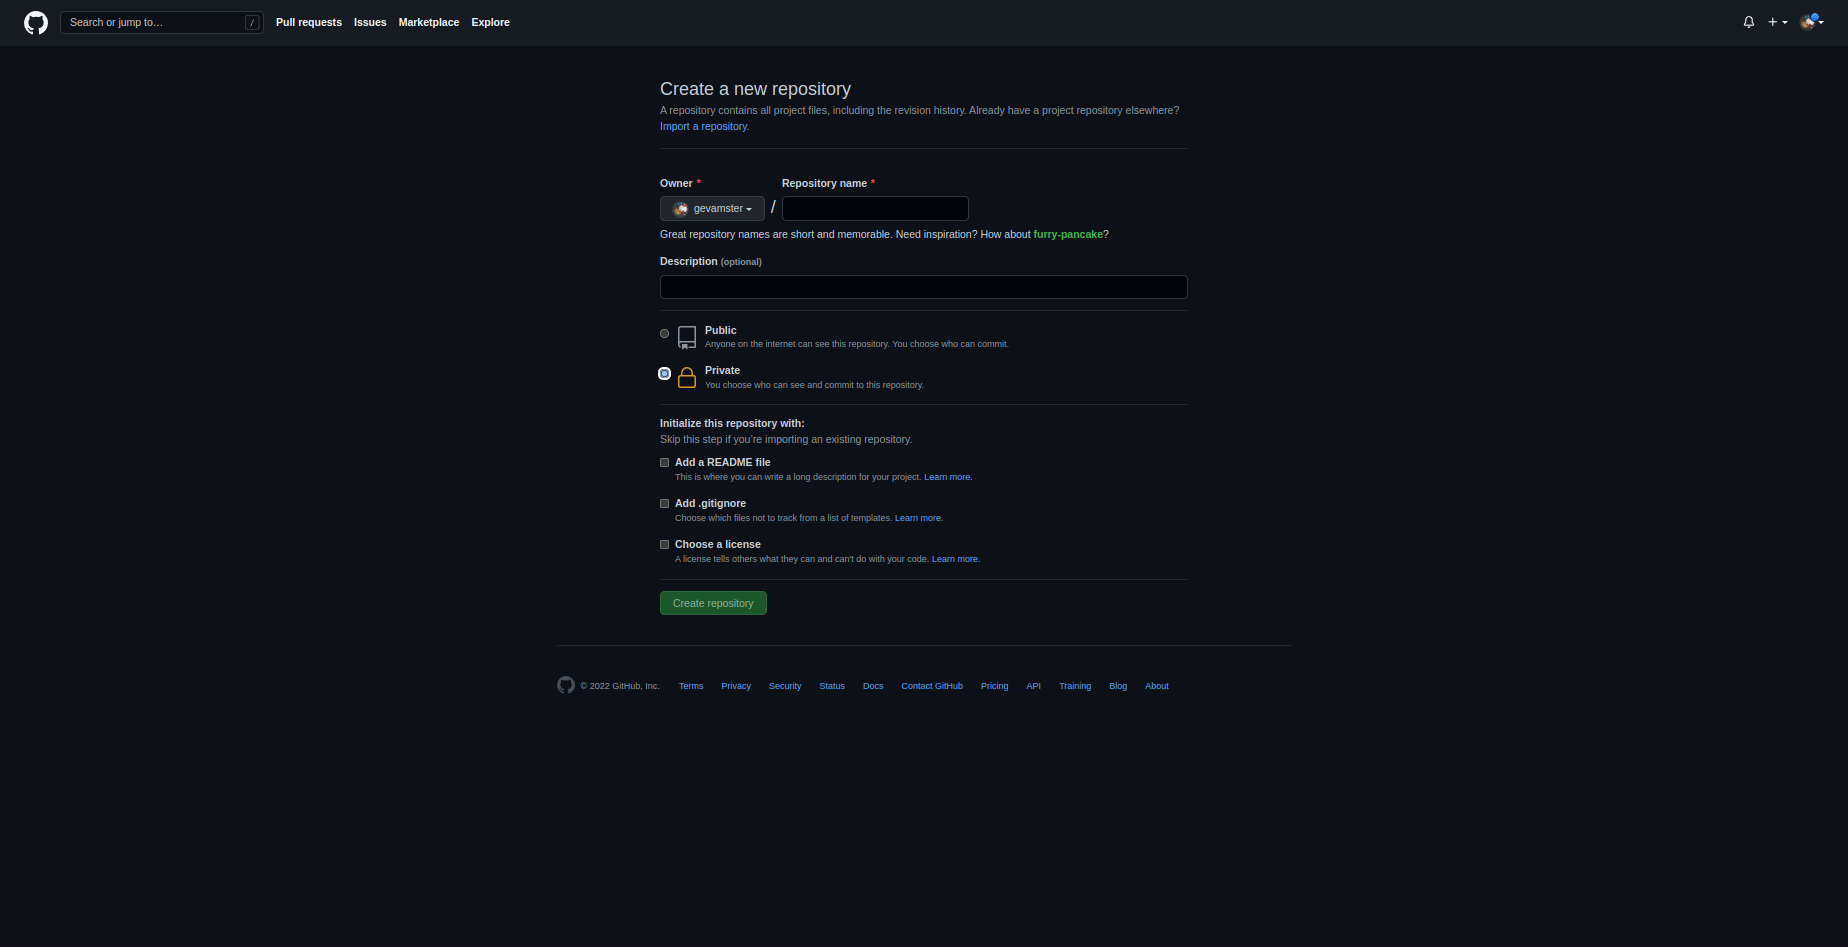 Search or jump to… /
Pull requests Issues Marketplace Explore
Create a new repository
A repository contains all project files, including the revision history. Already have a project repository elsewhere?
Import a repository.
Owner * Repository name *
gevamster /
Great repository names are short and memorable. Need inspiration? How about furry-pancake?
Description (optional)
Public
Anyone on the internet can see this repository. You choose who can commit.
Private
You choose who can see and commit to this repository.
Initialize this repository with:
Skip this step if you’re importing an existing repository.
Add a README file
This is where you can write a long description for your project. Learn more.
Add .gitignore
Choose which files not to track from a list of templates. Learn more.
Choose a license
A license tells others what they can and can't do with your code. Learn more.
Create repository
© 2022 GitHub, Inc. Terms Privacy Security Status Docs Contact GitHub Pricing API Training Blog About